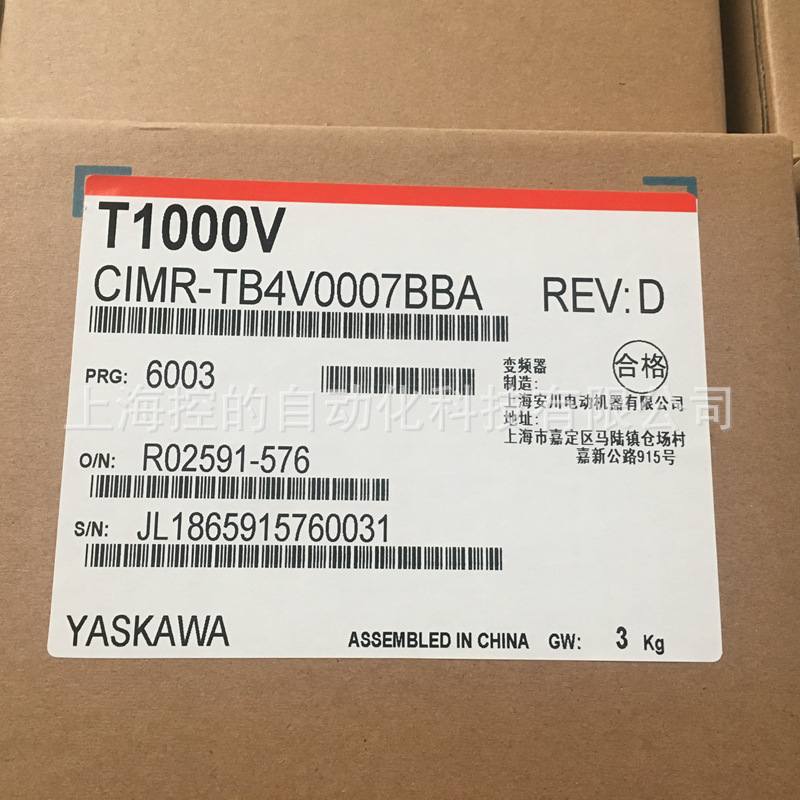 T1000V
CIMR-TB4V0007BBA REV:D
PRG: 6003
变频器
合格
制造:
上海安川电动机器有限公司
地址:
上海市嘉定区马陆镇仓场村
嘉新公路915号
上海控的自动化科技有限公司
O/N: R02591-576
S/N: JL1865915760031
YASKAWA ASSEMBLED IN CHINA GW: 3 Kg